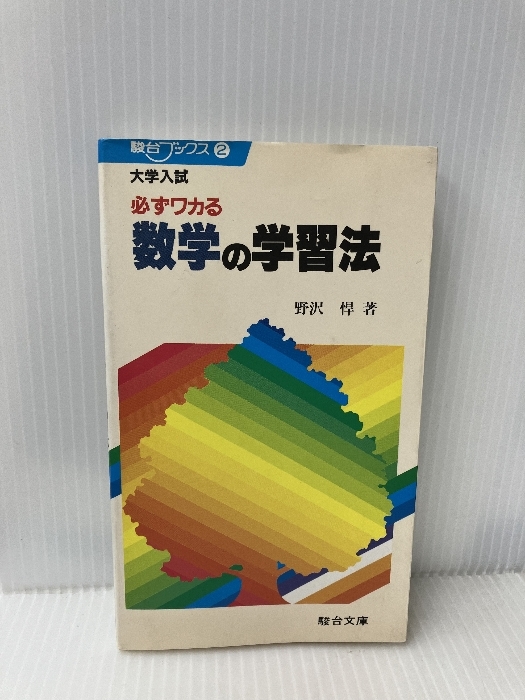 駿台ブックス②
大学入試
必ずワカる
数学の学習法
野沢 悍 著
駿台文庫